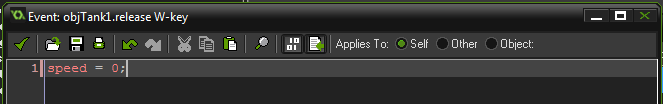 Event: objTank1.release W-key
Applies To: Self Other Object:
1 speed = 0;